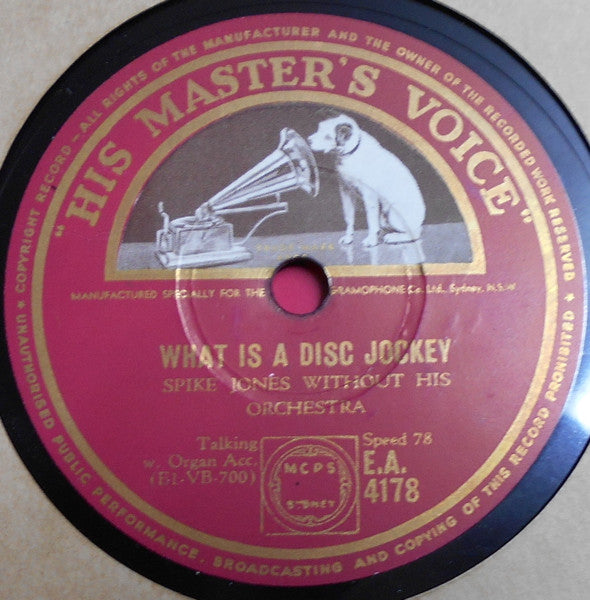 ✶ COPYRIGHT RECORD – ALL RIGHTS OF THE MANUFACTURER AND THE OWNER OF THE RECORDED WORK RESERVED ✶
"HIS MASTER'S VOICE"
MANUFACTURED SPECIALLY FOR THE GRAMOPHONE Co. Ltd., Sydney, N.S.W.
WHAT IS A DISC JOCKEY
SPIKE JONES WITHOUT HIS
ORCHESTRA
Talking
w. Organ Acc.
(E1-VB-700)
MCPS
SYDNEY
Speed 78
E.A.
4178
UNAUTHORISED PUBLIC PERFORMANCE, BROADCASTING AND COPYING OF THIS RECORD PROHIBITED